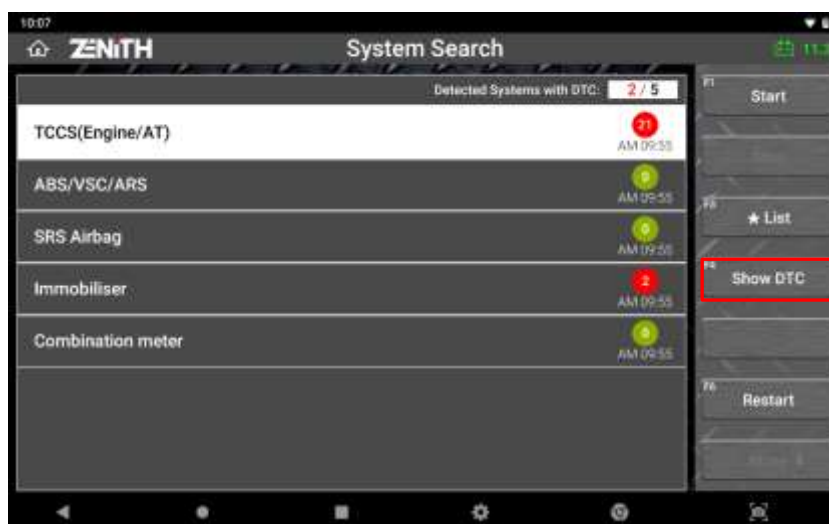 10:07
ZENITH
System Search
Detected Systems with DTC: 2 / 5
TCCS(Engine/AT)
21
AM 09:55
ABS/VSC/ARS
0
AM 09:55
SRS Airbag
0
AM 09:55
Immobiliser
2
AM 09:55
Combination meter
0
AM 09:55
F1
Start
F3
★ List
F4
Show DTC
F6
Restart